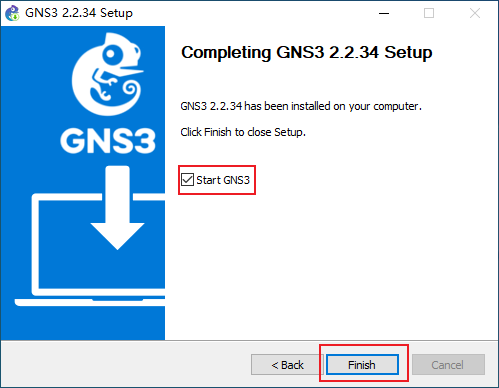 GNS3 2.2.34 Setup
Completing GNS3 2.2.34 Setup
GNS3
GNS3 2.2.34 has been installed on your computer.
Click Finish to close Setup.
Start GNS3
< Back
Finish
Cancel